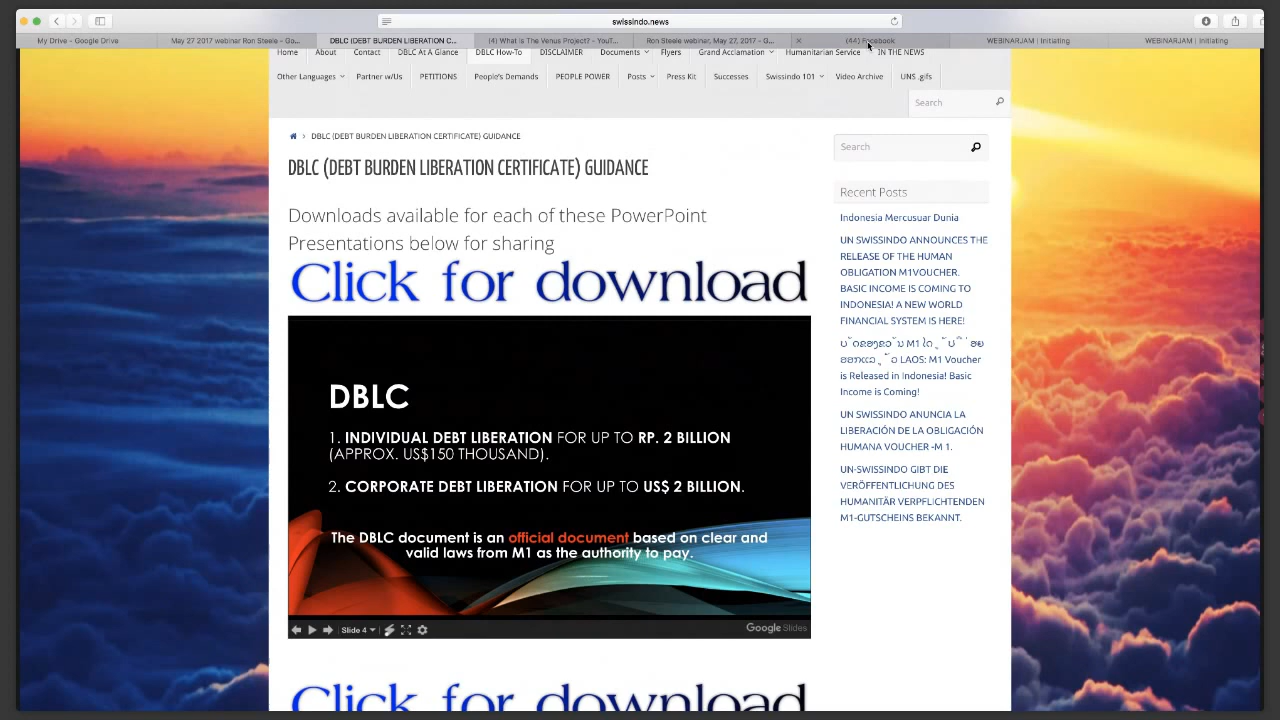 swissindo.news
My Drive - Google Drive
May 27 2017 webinar Ron Steele - Go...
DBLC (DEBT BURDEN LIBERATION C...
(4) What Is The Venus Project? - YouT...
Ron Steele webinar, May 27, 2017 - G...
(44) Facebook
WEBINARJAM | Initiating
WEBINARJAM | Initiating
Home About Contact DBLC At A Glance DBLC How-To DISCLAIMER Documents Flyers Grand Acclamation Humanitarian Service IN THE NEWS
Other Languages Partner w/Us PETITIONS People's Demands PEOPLE POWER Posts Press Kit Successes Swissindo 101 Video Archive UNS .gifs
Search
DBLC (DEBT BURDEN LIBERATION CERTIFICATE) GUIDANCE
DBLC (DEBT BURDEN LIBERATION CERTIFICATE) GUIDANCE
Downloads available for each of these PowerPoint
Presentations below for sharing
Click for download
DBLC
1. INDIVIDUAL DEBT LIBERATION FOR UP TO RP. 2 BILLION
(APPROX. US$150 THOUSAND).
2. CORPORATE DEBT LIBERATION FOR UP TO US$ 2 BILLION.
The DBLC document is an official document based on clear and
valid laws from M1 as the authority to pay.
Slide 4
Google Slides
Click for download
Search
Recent Posts
Indonesia Mercusuar Dunia
UN SWISSINDO ANNOUNCES THE
RELEASE OF THE HUMAN
OBLIGATION M1VOUCHER.
BASIC INCOME IS COMING TO
INDONESIA! A NEW WORLD
FINANCIAL SYSTEM IS HERE!
M1
LAOS: M1 Voucher
is Released in Indonesia! Basic
Income is Coming!
UN SWISSINDO ANUNCIA LA
LIBERACIÓN DE LA OBLIGACIÓN
HUMANA VOUCHER -M 1.
UN-SWISSINDO GIBT DIE
VERÖFFENTLICHUNG DES
HUMANITÄR VERPFLICHTENDEN
M1-GUTSCHEINS BEKANNT.